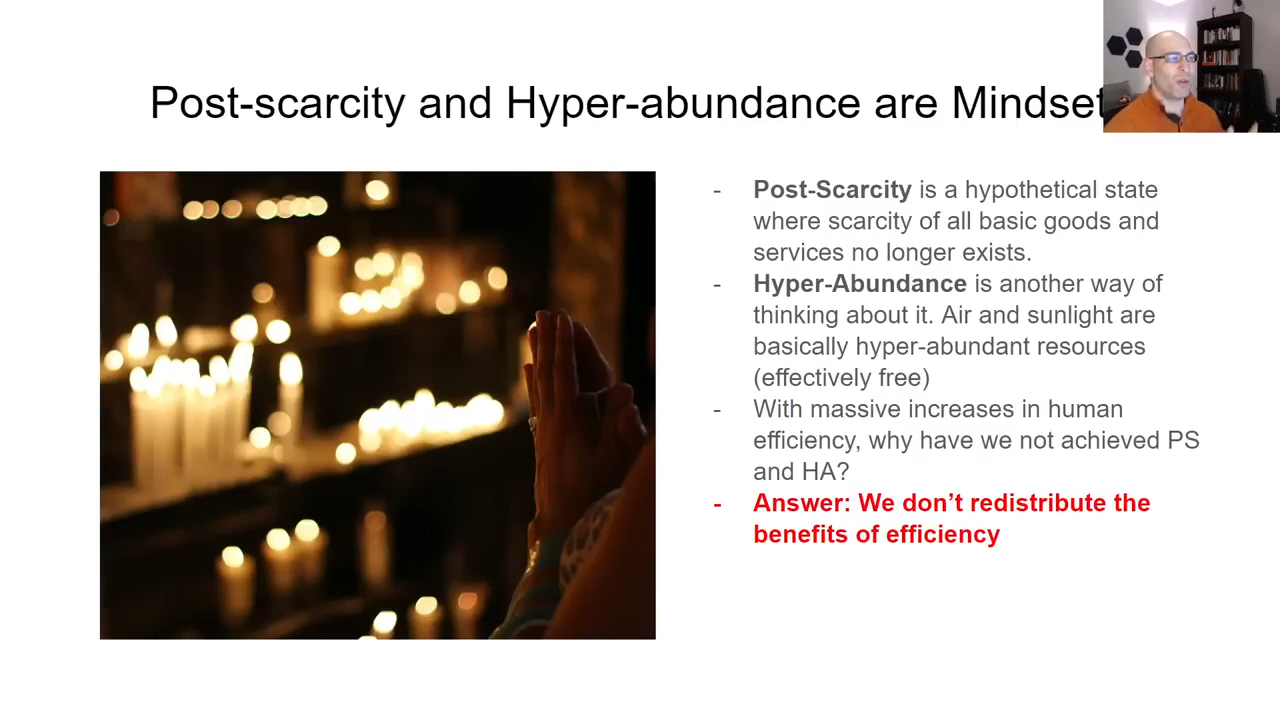 Post-scarcity and Hyper-abundance are Mindset
- Post-Scarcity is a hypothetical state
where scarcity of all basic goods and
services no longer exists.
- Hyper-Abundance is another way of
thinking about it. Air and sunlight are
basically hyper-abundant resources
(effectively free)
- With massive increases in human
efficiency, why have we not achieved PS
and HA?
- Answer: We don’t redistribute the
benefits of efficiency